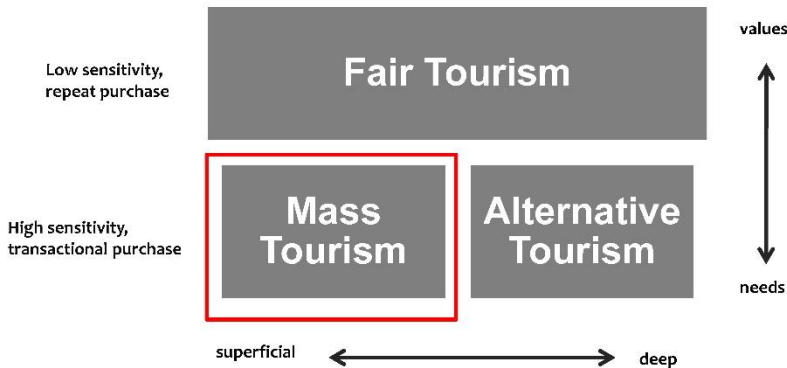 values
Low sensitivity,
repeat purchase
Fair Tourism
High sensitivity,
transactional purchase
Mass
Tourism
Alternative
Tourism
needs
superficial
deep